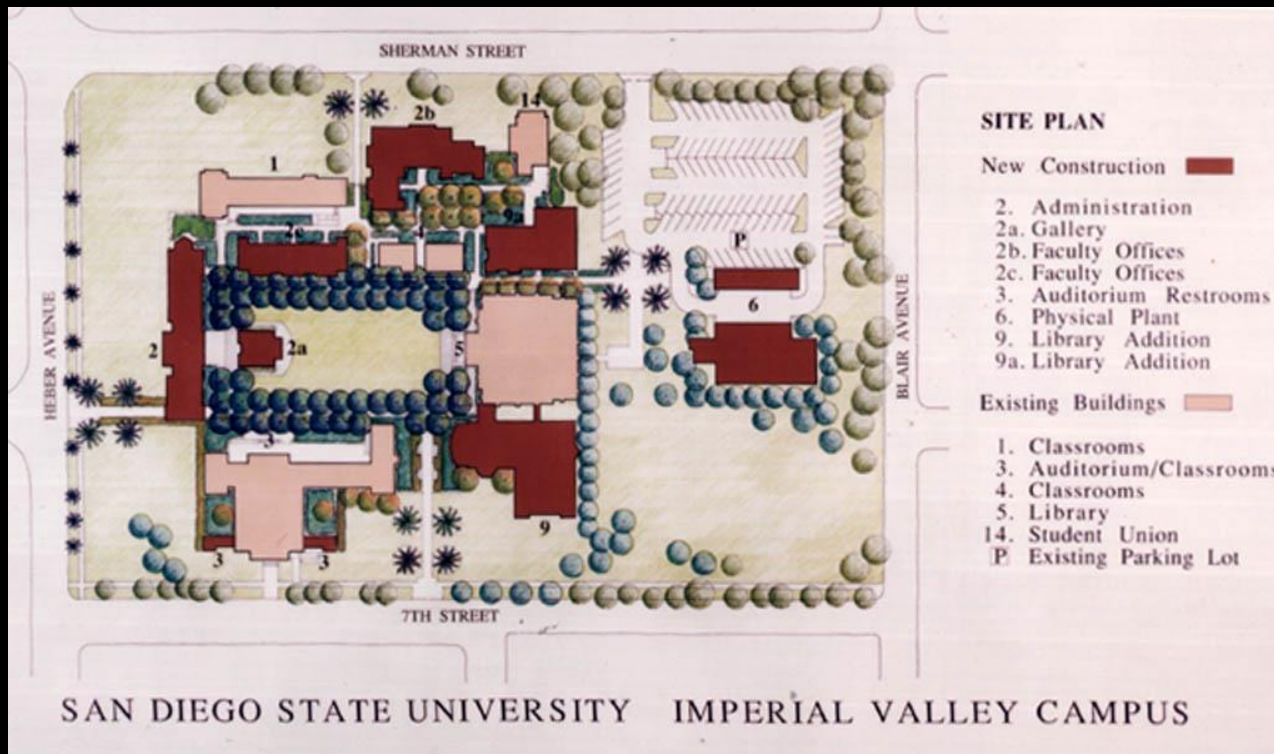 SHERMAN STREET
14
2b
1
2c
4
9a
P
6
2
2a
5
3
9
3
3
HEBER AVENUE
BLAIR AVENUE
7TH STREET
SITE PLAN
New Construction
2. Administration
2a. Gallery
2b. Faculty Offices
2c. Faculty Offices
3. Auditorium Restrooms
6. Physical Plant
9. Library Addition
9a. Library Addition
Existing Buildings
1. Classrooms
3. Auditorium/Classrooms
4. Classrooms
5. Library
14. Student Union
P Existing Parking Lot
SAN DIEGO STATE UNIVERSITY IMPERIAL VALLEY CAMPUS